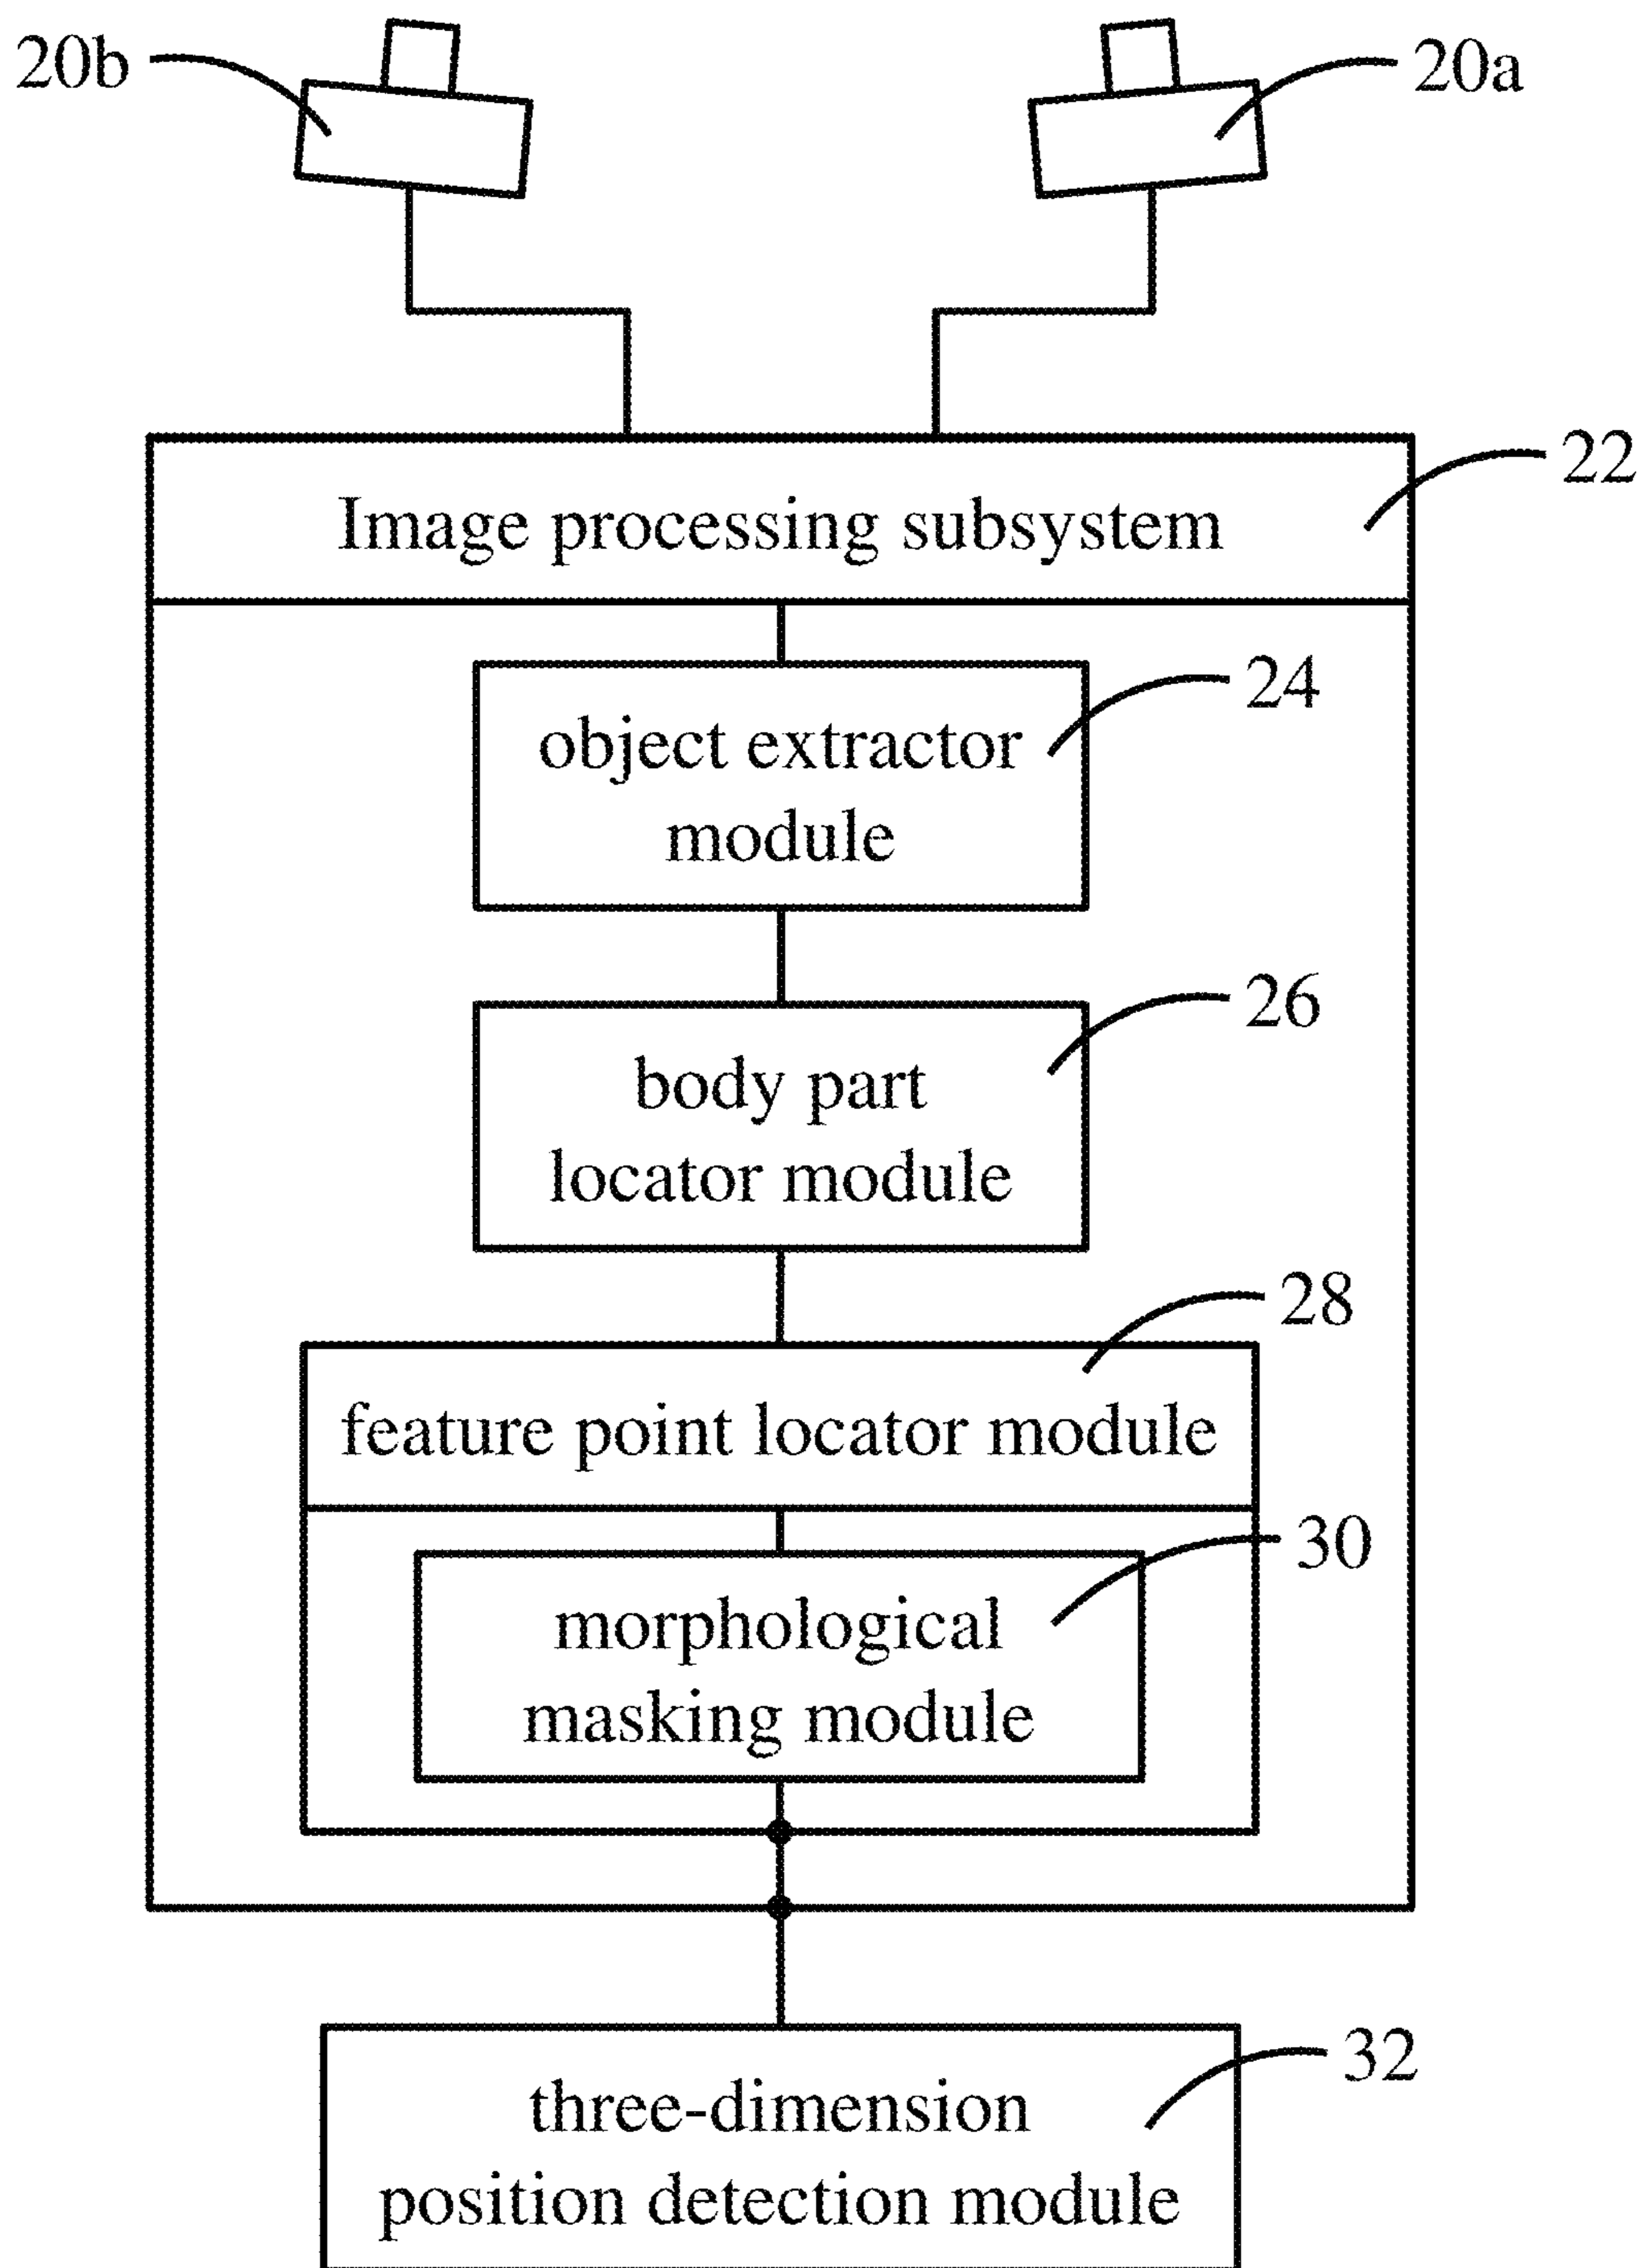 20b
20a
22
Image processing subsystem
24
object extractor
module
26
body part
locator module
28
feature point locator module
30
morphological
masking module
32
three-dimension
position detection module